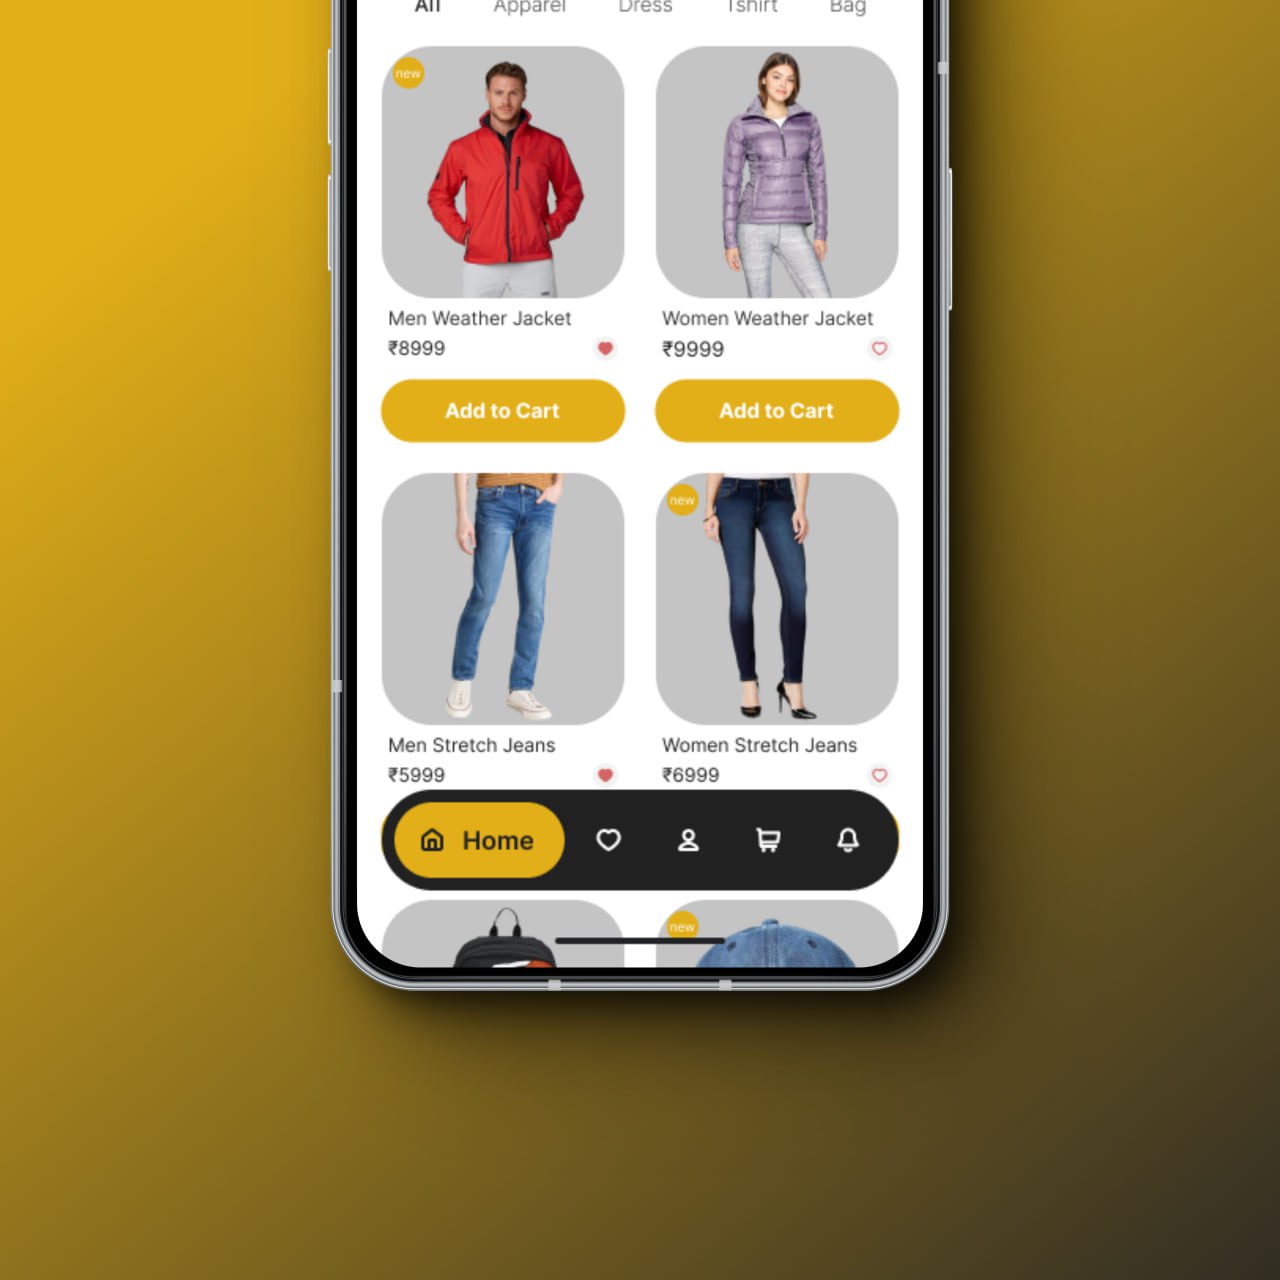 All Apparel Dress Tshirt Bag
new
Men Weather Jacket
₹8999
Add to Cart
Women Weather Jacket
₹9999
Add to Cart
Men Stretch Jeans
₹5999
new
Women Stretch Jeans
₹6999
Home
new